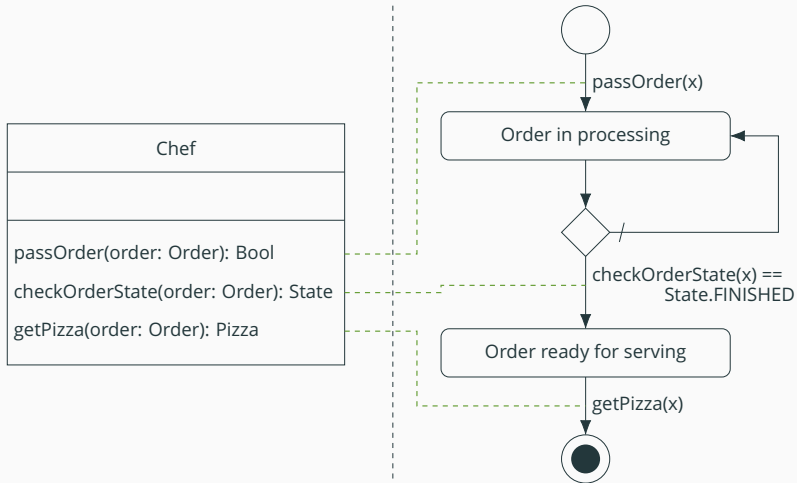 Chef
passOrder(order: Order): Bool
checkOrderState(order: Order): State
getPizza(order: Order): Pizza
passOrder(x)
Order in processing
checkOrderState(x) ==
State.FINISHED
Order ready for serving
getPizza(x)